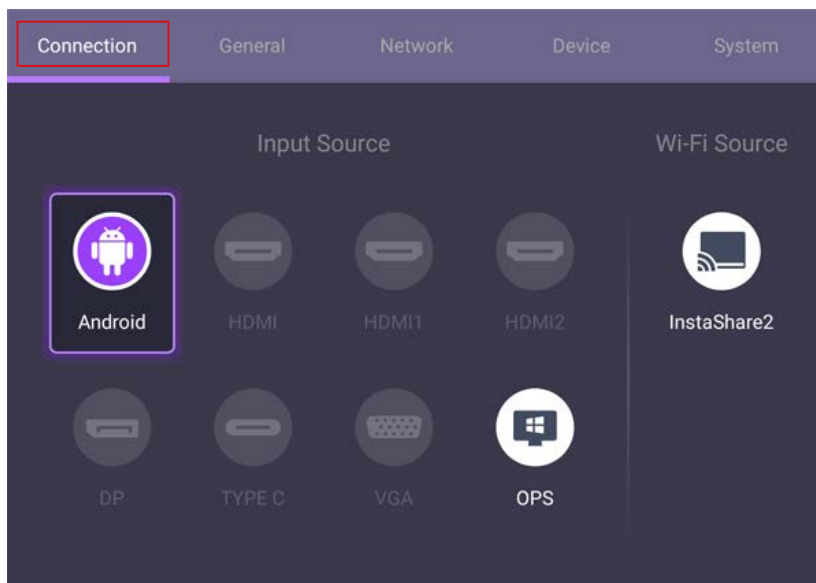 Connection General Network Device System
Input Source Wi-Fi Source
Android HDMI HDMI1 HDMI2 InstaShare2
DP TYPE C VGA OPS